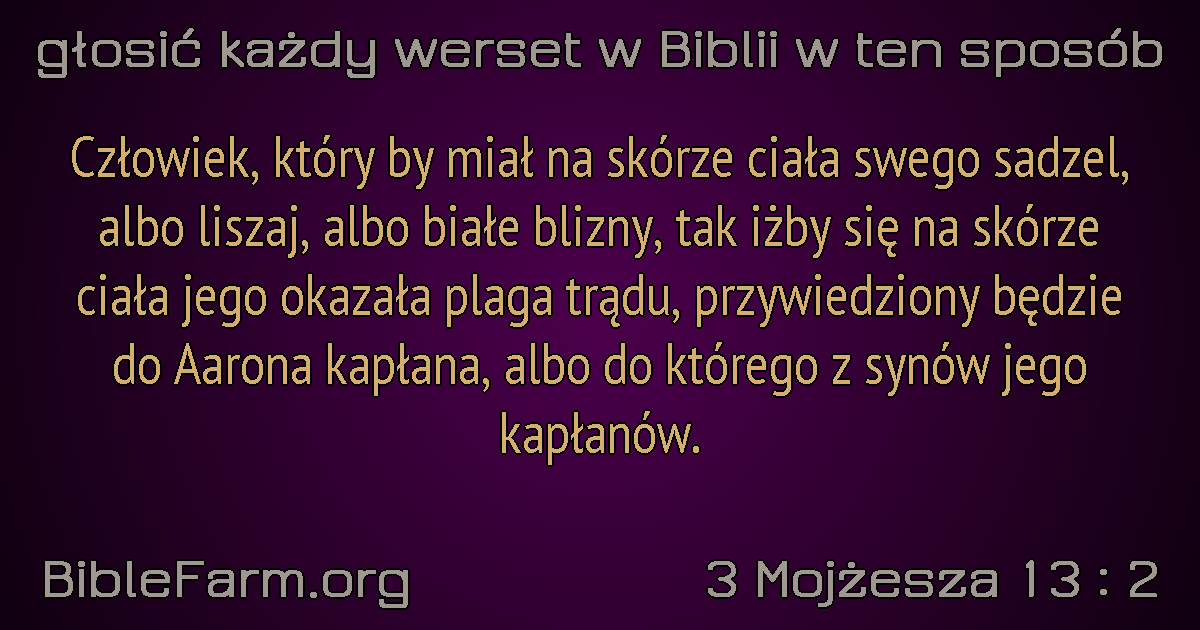 głosić każdy werset w Biblii w ten sposób
Człowiek, który by miał na skórze ciała swego sadzel,
albo liszaj, albo białe blizny, tak iżby się na skórze
ciała jego okazała plaga trądu, przywiedziony będzie
do Aarona kapłana, albo do którego z synów jego
kapłanów.
BibleFarm.org
3 Mojżesza 13 : 2